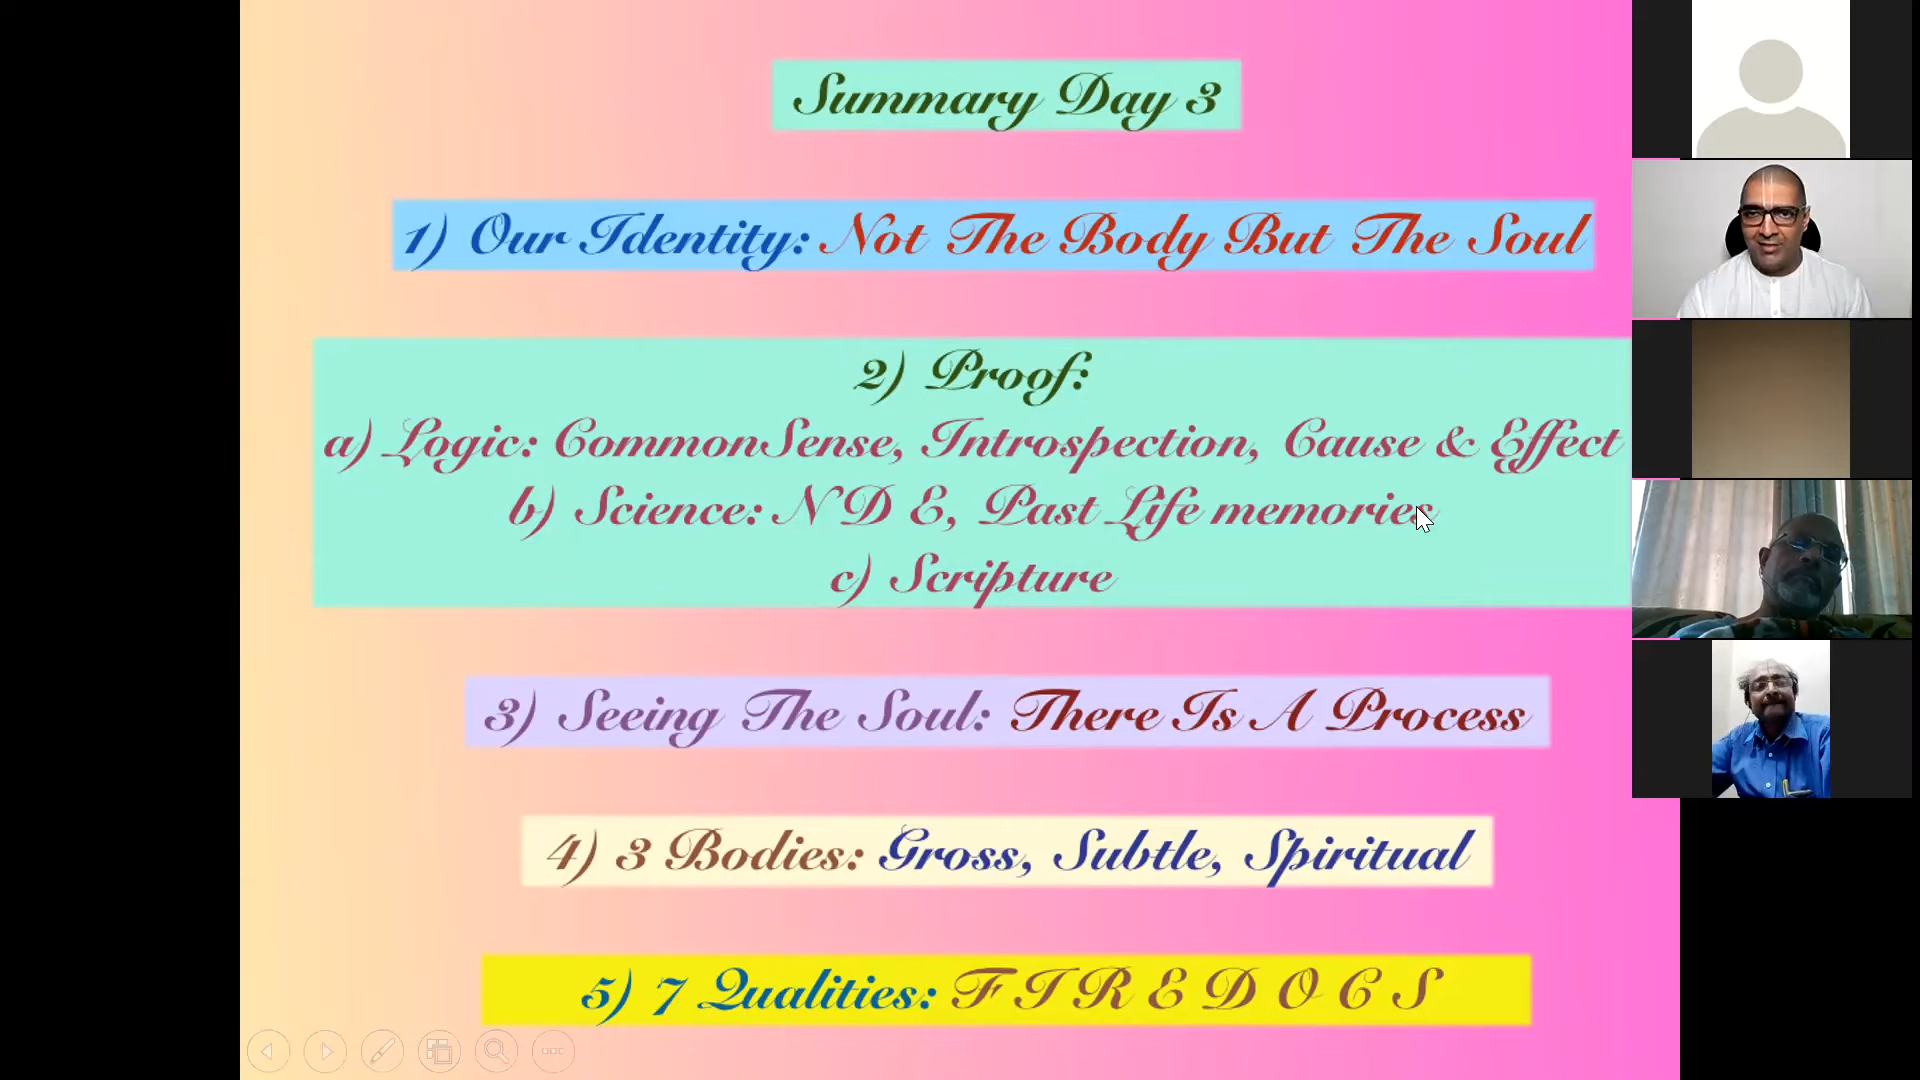 Summary Day 3
1) Our Identity: Not The Body But The Soul
2) Proof:
a) Logic: CommonSense, Introspection, Cause & Effect
b) Science: N D E, Past Life memories
c) Scripture
3) Seeing The Soul: There Is A Process
4) 3 Bodies: Gross, Subtle, Spiritual
5) 7 Qualities: F I R E D O C S